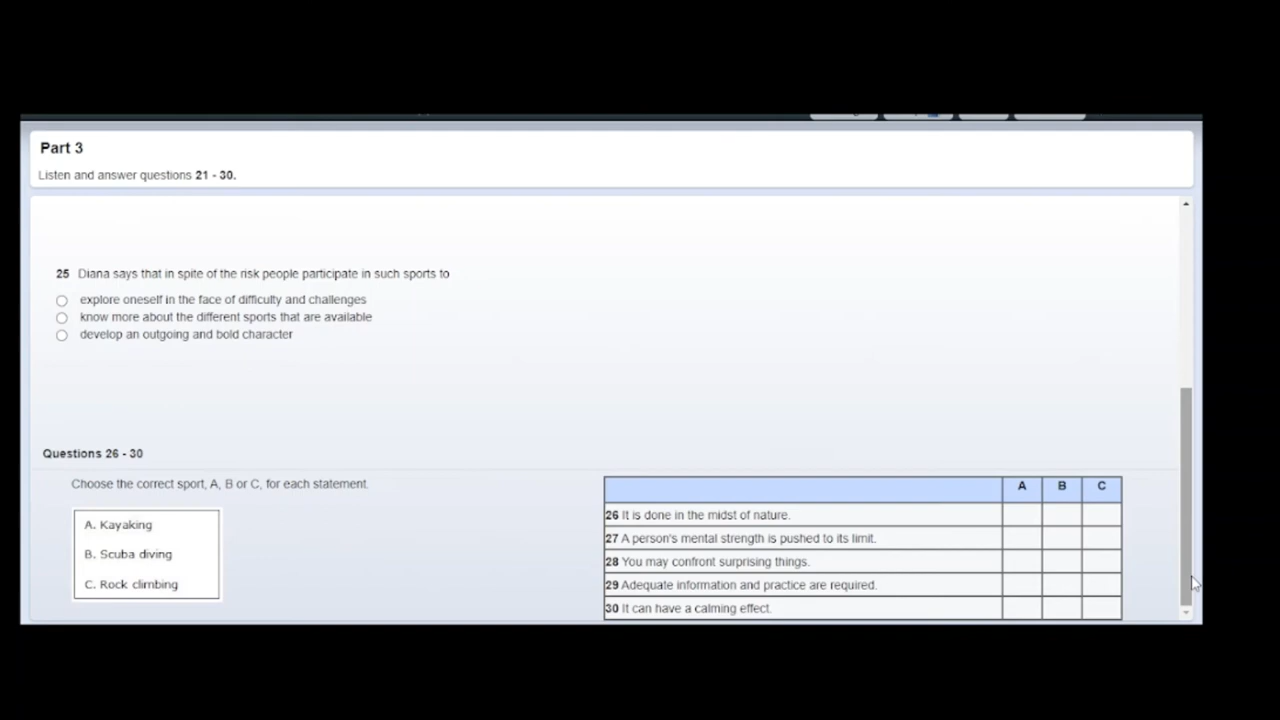 Part 3
Listen and answer questions 21 - 30.
25 Diana says that in spite of the risk people participate in such sports to
explore oneself in the face of difficulty and challenges
know more about the different sports that are available
develop an outgoing and bold character
Questions 26 - 30
Choose the correct sport, A, B or C, for each statement.
A. Kayaking
B. Scuba diving
C. Rock climbing
A B C
26 It is done in the midst of nature.
27 A person's mental strength is pushed to its limit.
28 You may confront surprising things.
29 Adequate information and practice are required.
30 It can have a calming effect.